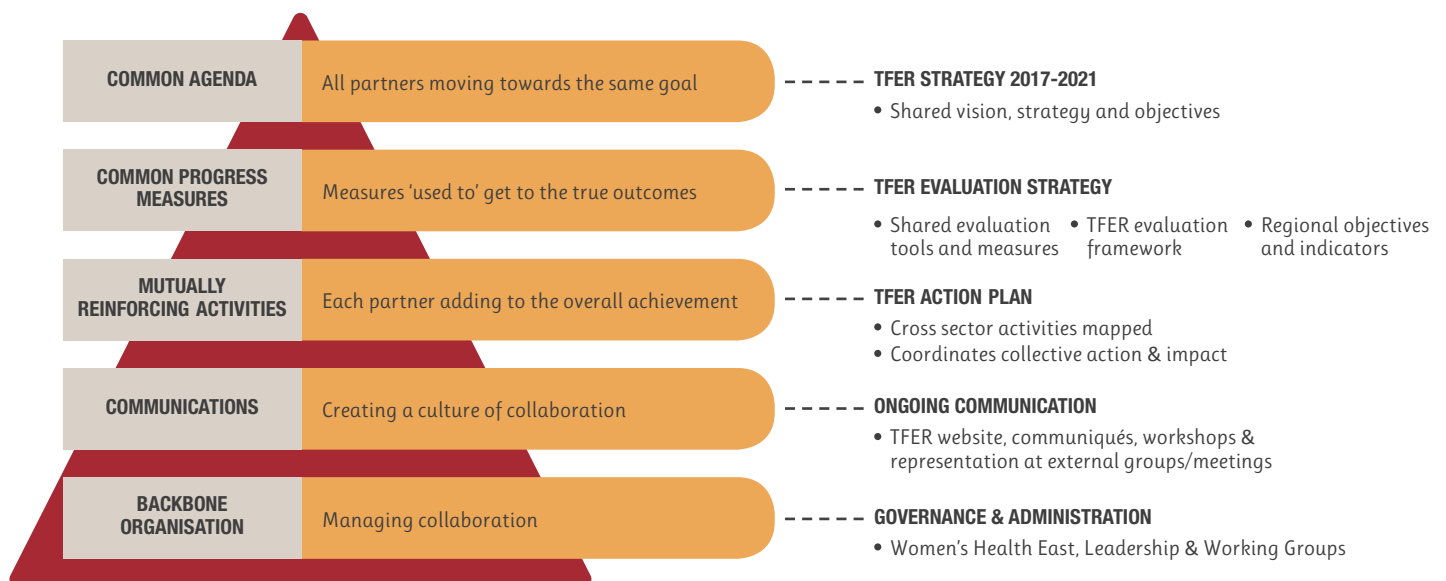 COMMON AGENDA
All partners moving towards the same goal
TFER STRATEGY 2017-2021
• Shared vision, strategy and objectives
COMMON PROGRESS
MEASURES
Measures ‘used to’ get to the true outcomes
TFER EVALUATION STRATEGY
• Shared evaluation
tools and measures
• TFER evaluation
framework
• Regional objectives
and indicators
MUTUALLY
REINFORCING ACTIVITIES
Each partner adding to the overall achievement
TFER ACTION PLAN
• Cross sector activities mapped
• Coordinates collective action & impact
COMMUNICATIONS
Creating a culture of collaboration
ONGOING COMMUNICATION
• TFER website, communiqués, workshops &
representation at external groups/meetings
BACKBONE
ORGANISATION
Managing collaboration
GOVERNANCE & ADMINISTRATION
• Women’s Health East, Leadership & Working Groups